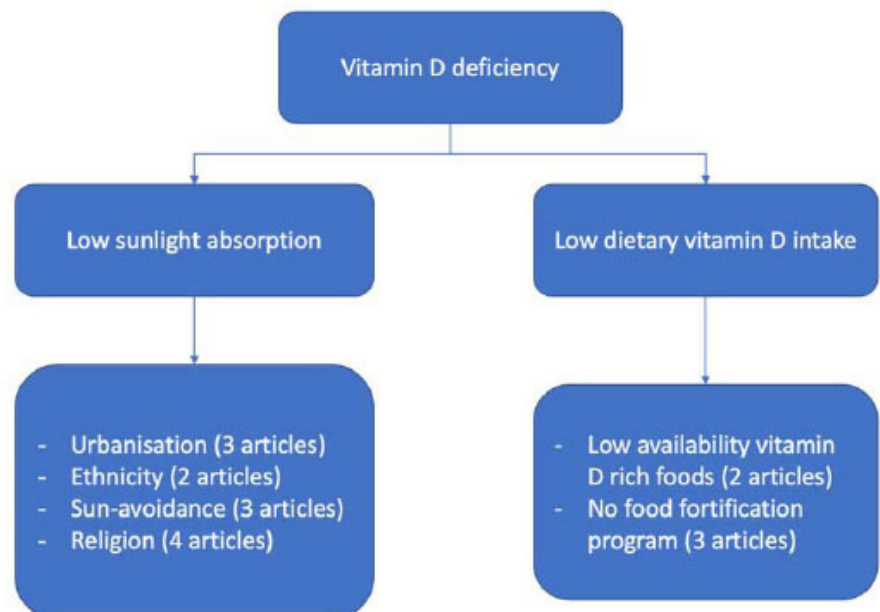 Vitamin D deficiency
Low sunlight absorption
Low dietary vitamin D intake
- Urbanisation (3 articles)
- Ethnicity (2 articles)
- Sun-avoidance (3 articles)
- Religion (4 articles)
- Low availability vitamin
D rich foods (2 articles)
- No food fortification
program (3 articles)